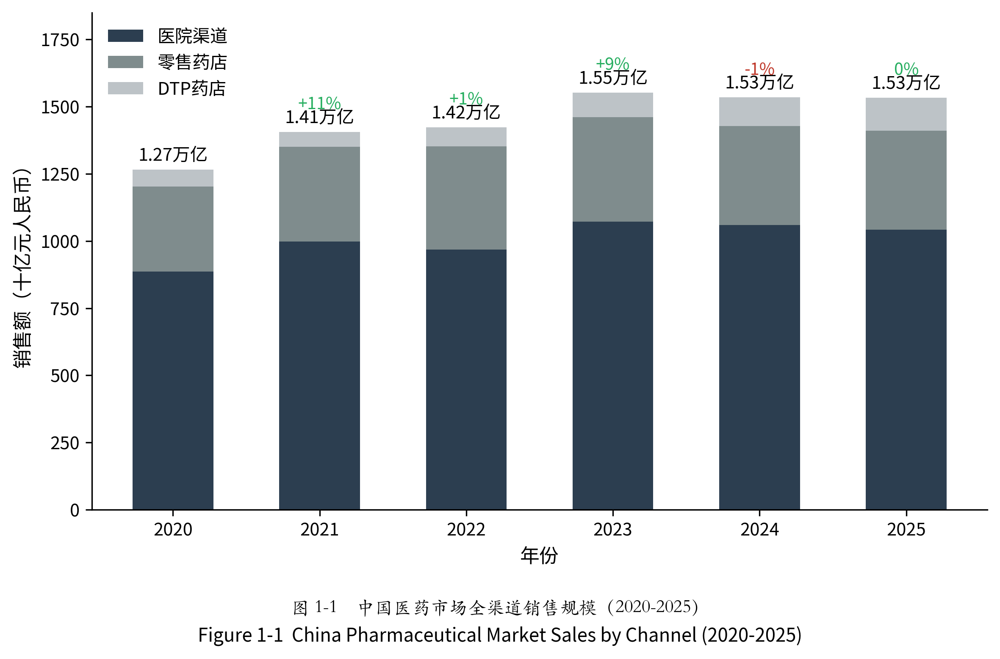 医院渠道
零售药店
DTP药店
销售额（十亿元人民币）
1750
1500
1250
1000
750
500
250
0
1.27万亿
+11%
1.41万亿
+1%
1.42万亿
+9%
1.55万亿
-1%
1.53万亿
0%
1.53万亿
2020 2021 2022 2023 2024 2025
年份
图 1-1 中国医药市场全渠道销售规模（2020-2025）
Figure 1-1 China Pharmaceutical Market Sales by Channel (2020-2025)